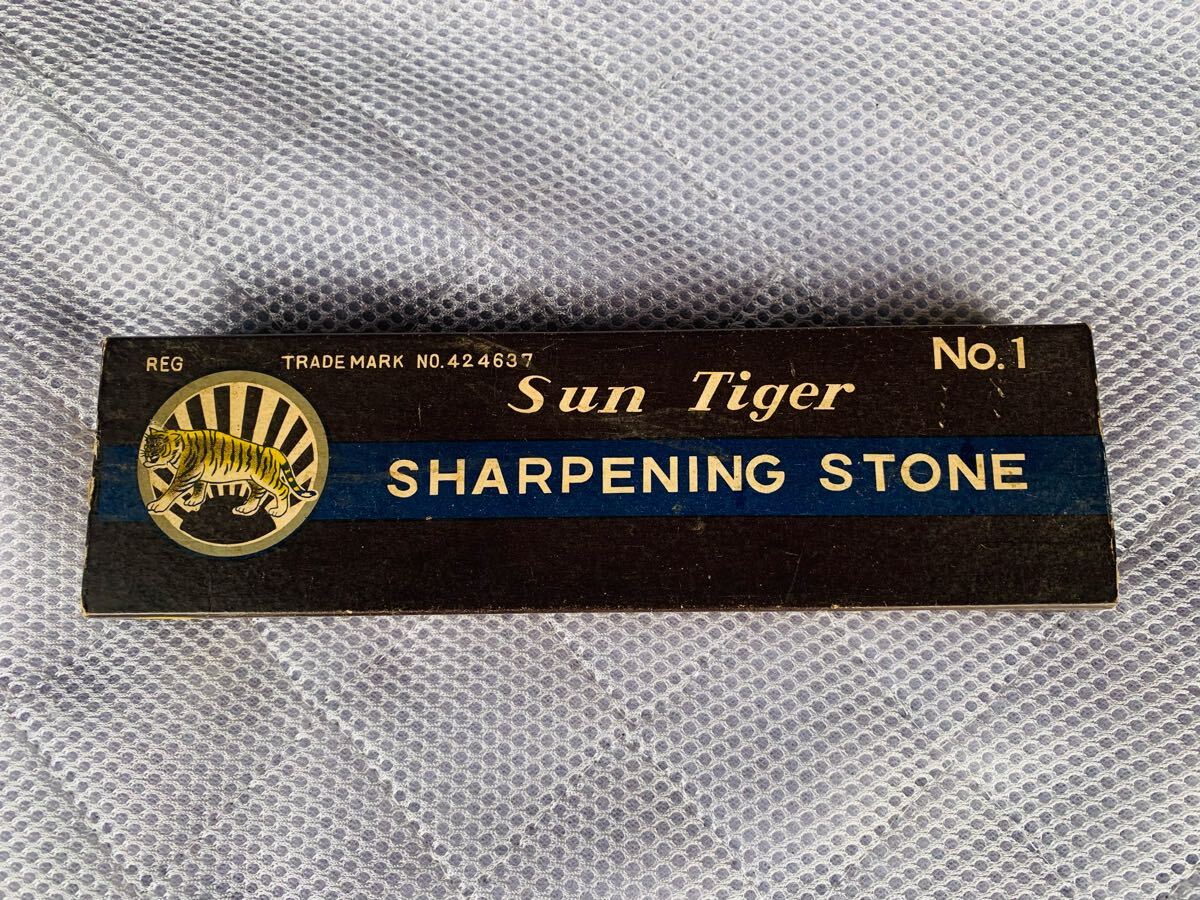 REG TRADE MARK NO.424637
No.1
Sun Tiger
SHARPENING STONE